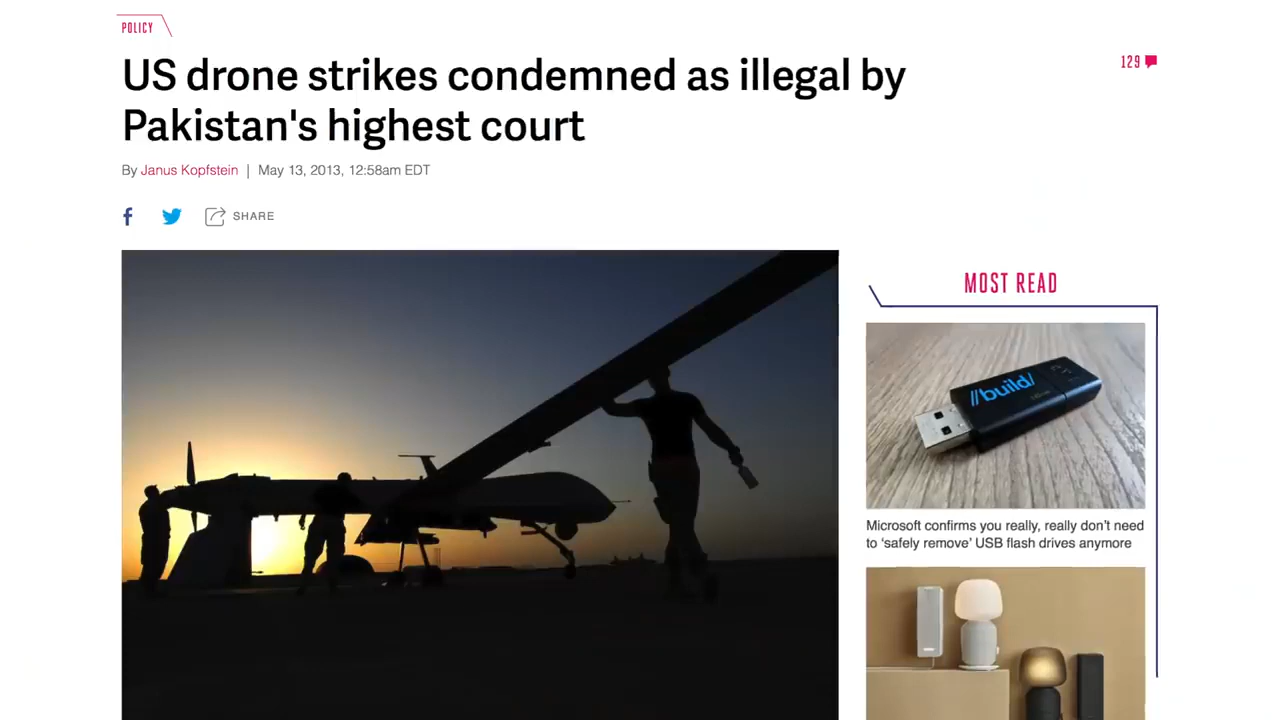 POLICY
US drone strikes condemned as illegal by
Pakistan's highest court
129
By Janus Kopfstein | May 13, 2013, 12:58am EDT
SHARE
MOST READ
//build/
Microsoft confirms you really, really don't need
to 'safely remove' USB flash drives anymore